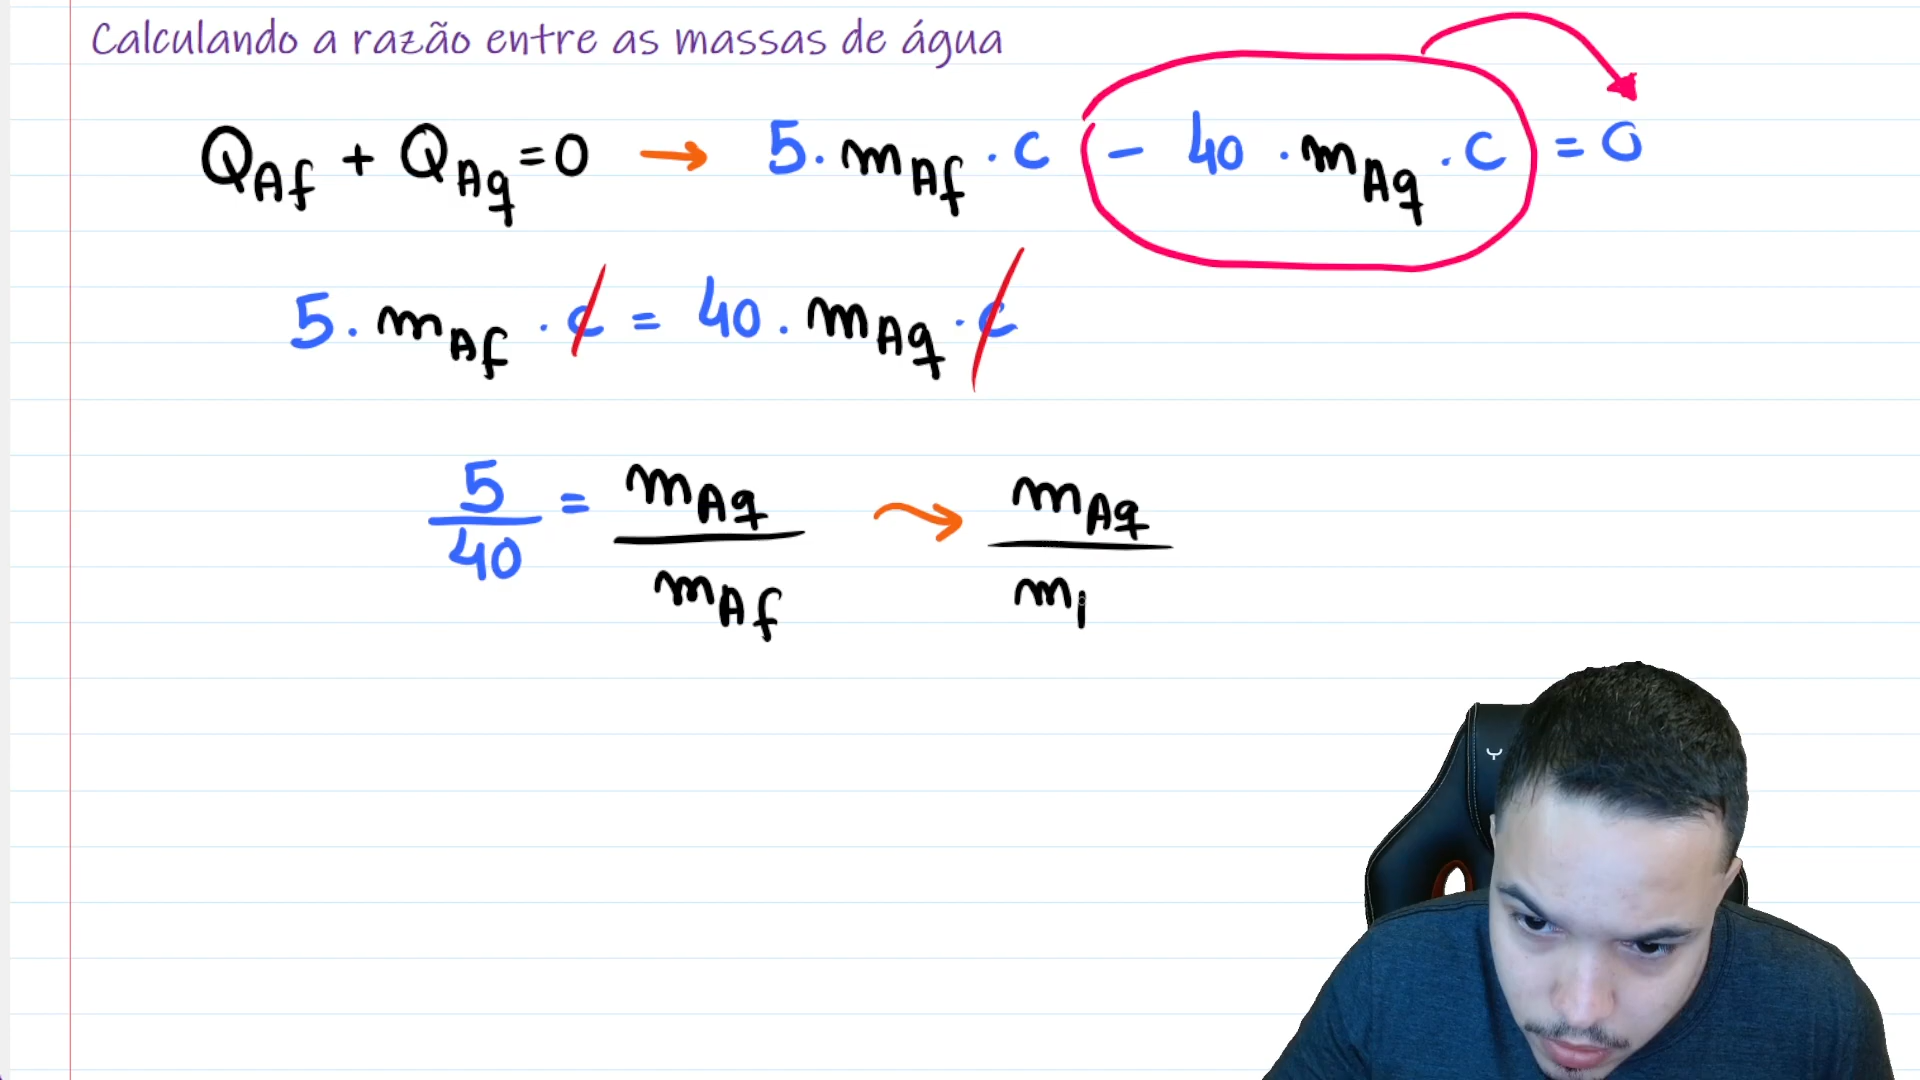 Calculando a razão entre as massas de água
Q_Af + Q_Aq = 0 → 5 · m_Af · c − 40 · m_Aq · c = 0
5 · m_Af · c = 40 · m_Aq · c
5/40 = m_Aq/m_Af → m_Aq/m